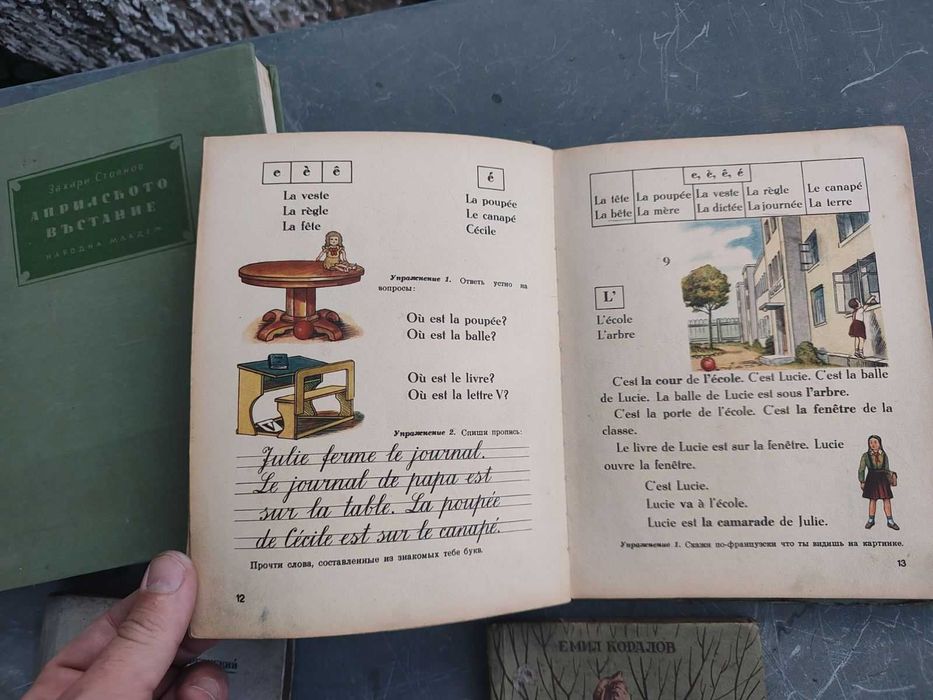 Захари Стоянов
АПРИЛСКОТО
ВЪСТАНИЕ
НАРОДНА МЛАДЕЖ
e è ê
La veste
La règle
La fête
é
La poupée
Le canapé
Cécile
Упражнение 1. Ответь устно на
вопросы:
Où est la poupée?
Où est la balle?
Où est le livre?
Où est la lettre V?
Упражнение 2. Спиши пропись:
Julie ferme le journal.
Le journal de papa est
sur la table. La poupée
de Cécile est sur le canapé.
Прочти слова, составленные из знакомых тебе букв.
12
e, è, ê, é
La tête La poupée La veste La règle Le canapé
La bête La mère La dictée La journée La terre
9
L'
L'école
L'arbre
C'est la cour de l'école. C'est Lucie. C'est la balle
de Lucie. La balle de Lucie est sous l'arbre.
C'est la porte de l'école. C'est la fenêtre de la
classe.
Le livre de Lucie est sur la fenêtre. Lucie
ouvre la fenêtre.
C'est Lucie.
Lucie va à l'école.
Lucie est la camarade de Julie.
Упражнение 1. Скажи по-французски что ты видишь на картинке.
13
ЕМИЛ КОРАЛОВ